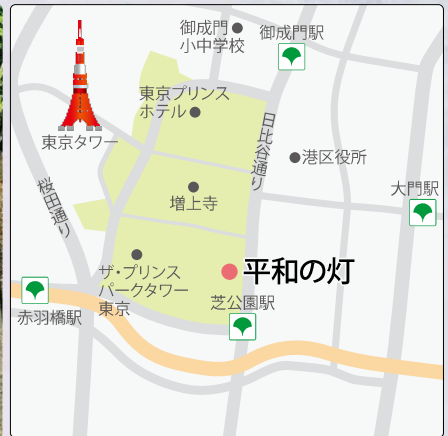 御成門
小中学校
御成門駅
東京プリンス
ホテル
東京タワー
日比谷通り
港区役所
桜田通り
増上寺
大門駅
ザ・プリンス
パークタワー
東京
平和の灯
芝公園駅
赤羽橋駅